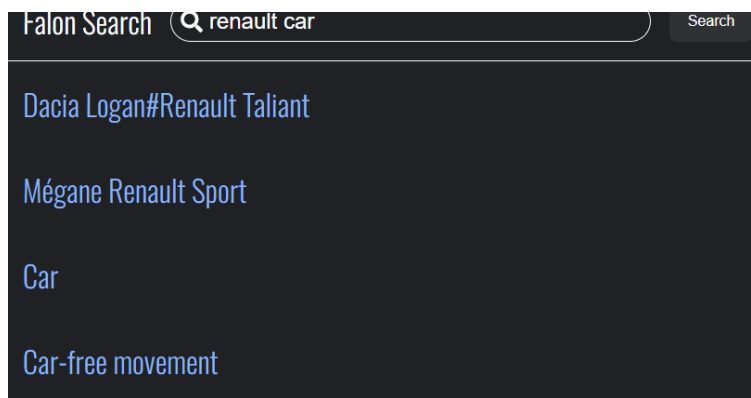 Falon Search renault car Search
Dacia Logan#Renault Taliant
Mégane Renault Sport
Car
Car-free movement